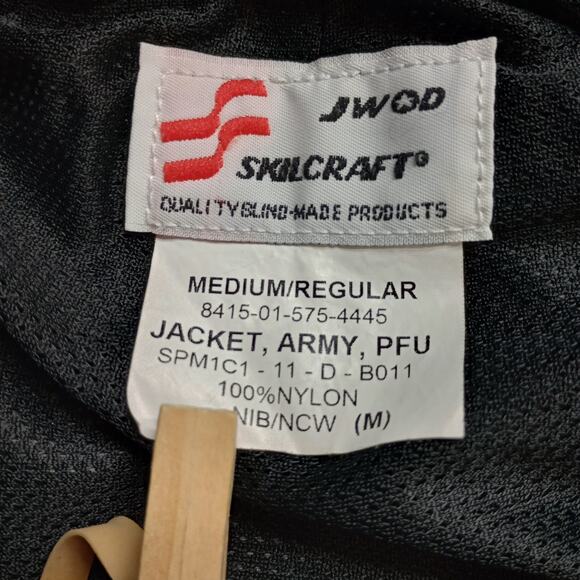 JWOD
SKILCRAFT®
QUALITY BLIND-MADE PRODUCTS
MEDIUM/REGULAR
8415-01-575-4445
JACKET, ARMY, PFU
SPM1C1 - 11 - D - B011
100%NYLON
NIB/NCW (M)